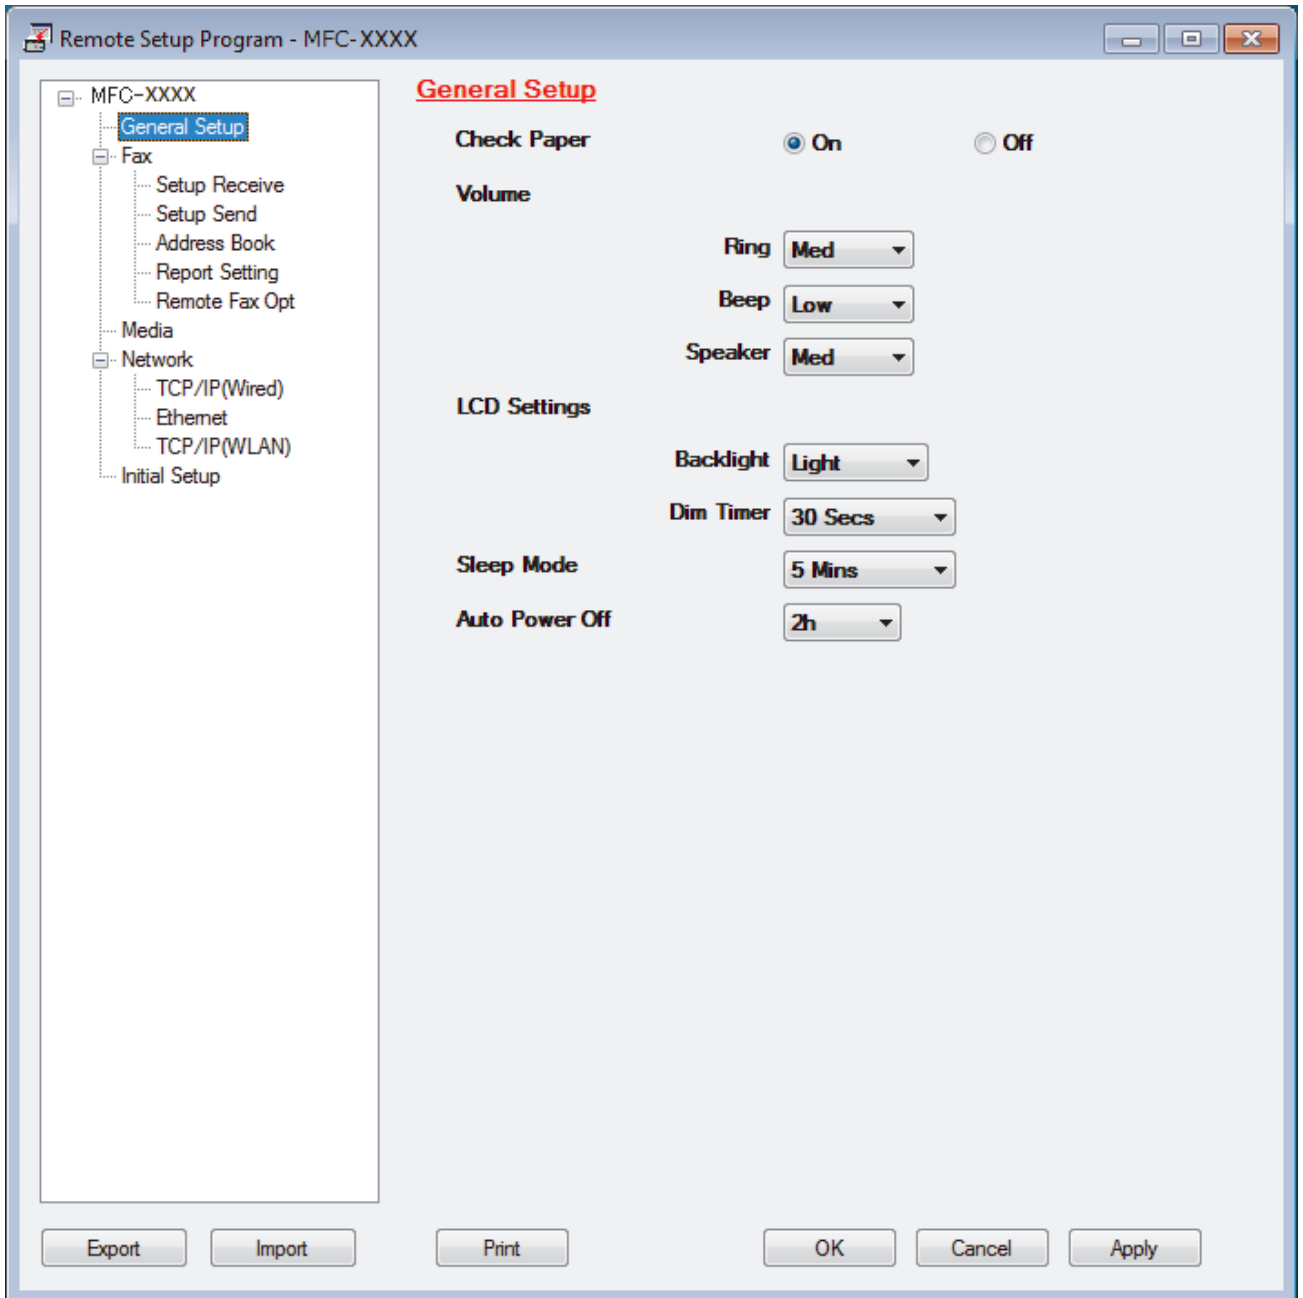 Remote Setup Program - MFC-XXXX
MFC-XXXX
General Setup
Fax
Setup Receive
Setup Send
Address Book
Report Setting
Remote Fax Opt
Media
Network
TCP/IP(Wired)
Ethernet
TCP/IP(WLAN)
Initial Setup
General Setup
Check Paper On Off
Volume
Ring Med
Beep Low
Speaker Med
LCD Settings
Backlight Light
Dim Timer 30 Secs
Sleep Mode 5 Mins
Auto Power Off 2h
Export Import Print OK Cancel Apply